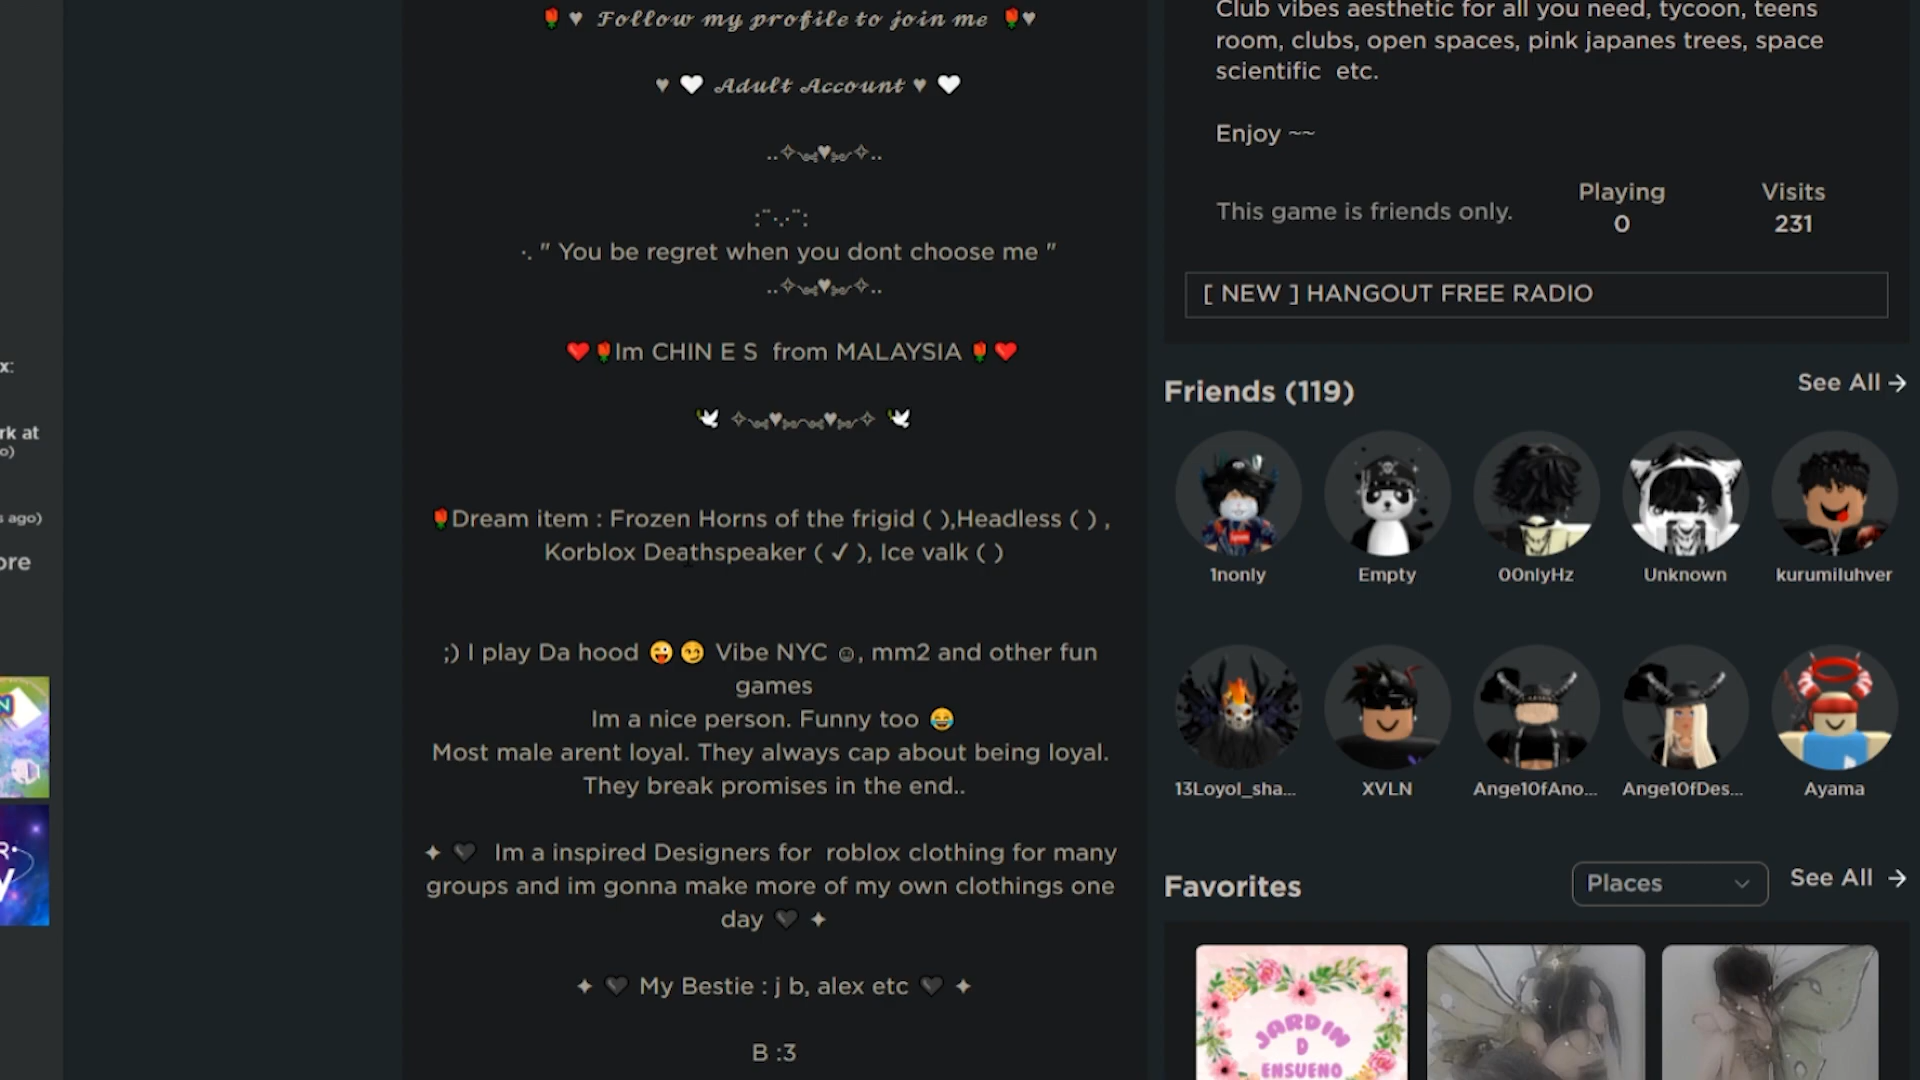 🌷♥ Follow my profile to join me 🌷♥
♥ 🤍 Adult Account ♥ 🤍
" You be regret when you dont choose me "
❤️🌷Im CHIN E S from MALAYSIA 🌷❤️
🌷Dream item : Frozen Horns of the frigid ( ),Headless ( ) ,
Korblox Deathspeaker ( ✓ ), Ice valk ( )
;) I play Da hood 😜😏 Vibe NYC ☺, mm2 and other fun
games
Im a nice person. Funny too 😂
Most male arent loyal. They always cap about being loyal.
They break promises in the end..
✦ 🖤 Im a inspired Designers for roblox clothing for many
groups and im gonna make more of my own clothings one
day 🖤 ✦
✦ 🖤 My Bestie : j b, alex etc 🖤 ✦
B :3
Club vibes aesthetic for all you need, tycoon, teens
room, clubs, open spaces, pink japanes trees, space
scientific etc.
Enjoy ~~
This game is friends only.
Playing
0
Visits
231
[ NEW ] HANGOUT FREE RADIO
Friends (119)
See All →
1nonly
Empty
00nlyHz
Unknown
kurumiluhver
13Loyol_sha...
XVLN
Ange10fAno...
Ange10fDes...
Ayama
Favorites
Places
See All →
JARDIN
D
ENSUENO
x:
rk at
o)
s ago)
ore